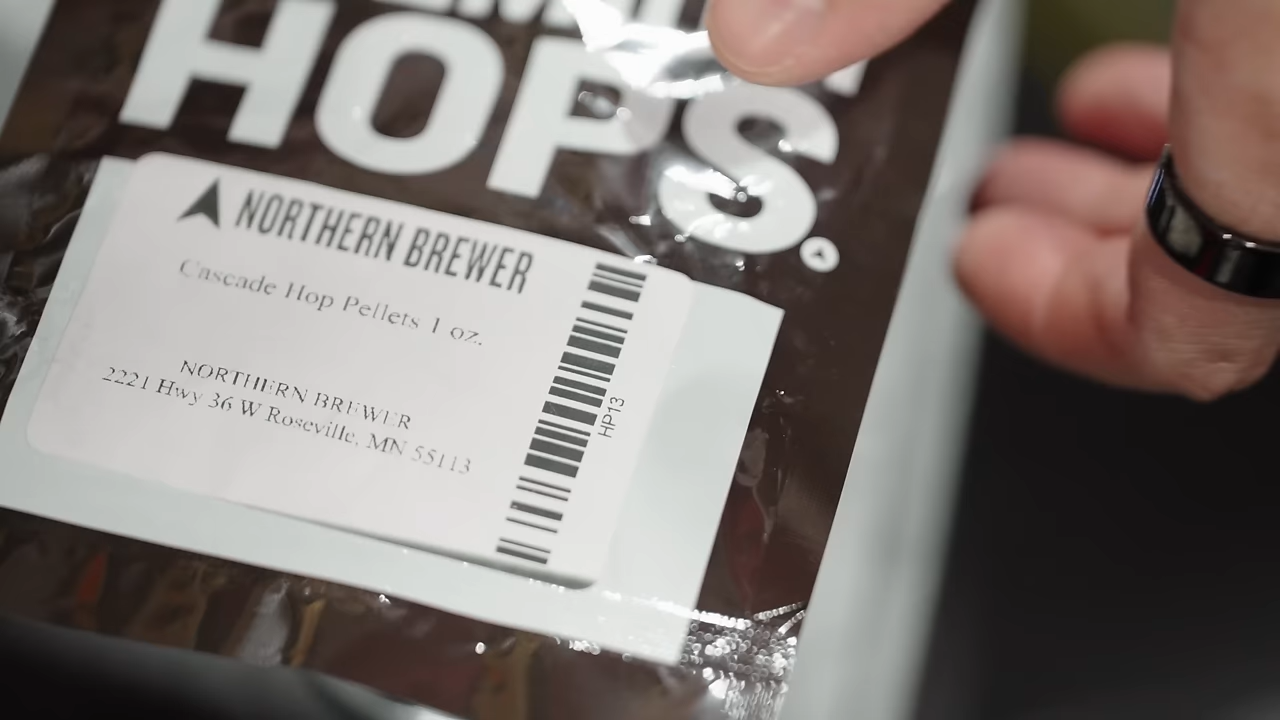 HOPS
NORTHERN BREWER
Cascade Hop Pellets 1 oz.
NORTHERN BREWER
2221 Hwy 36 W Roseville, MN 55113
HP13